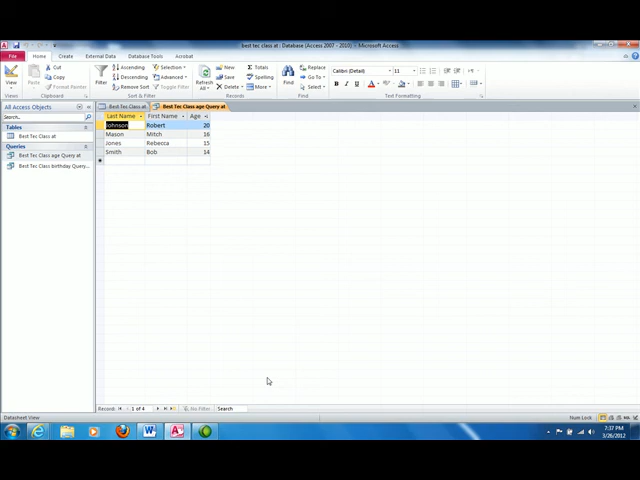 best tec class at : Database (Access 2007 - 2010) - Microsoft Access
File Home Create External Data Database Tools Acrobat
View Paste Cut Copy Format Painter Filter Ascending Descending Remove Sort Selection Advanced Toggle Filter Refresh All New Save Delete Totals Spelling More Find Replace Go To Select Calibri (Detail) 11 B I U A
Views Clipboard Sort & Filter Records Find Text Formatting
All Access Objects
Search...
Tables
Best Tec Class at
Queries
Best Tec Class age Query at
Best Tec Class birthday Query...
Best Tec Class at Best Tec Class age Query at
Last Name First Name Age
Johnson Robert 20
Mason Mitch 16
Jones Rebecca 15
Smith Bob 14
Record: 1 of 4 No Filter Search
Datasheet View Num Lock
7:37 PM
3/26/2012